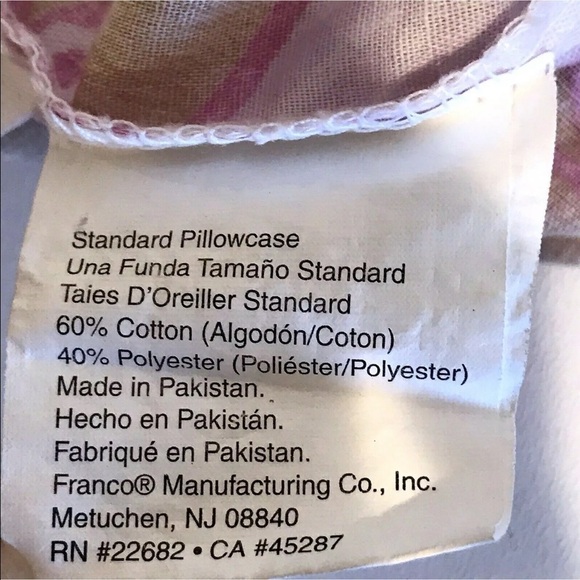 Standard Pillowcase
Una Funda Tamaño Standard
Taies D'Oreiller Standard
60% Cotton (Algodón/Coton)
40% Polyester (Poliéster/Polyester)
Made in Pakistan.
Hecho en Pakistán.
Fabriqué en Pakistan.
Franco® Manufacturing Co., Inc.
Metuchen, NJ 08840
RN #22682 • CA #45287